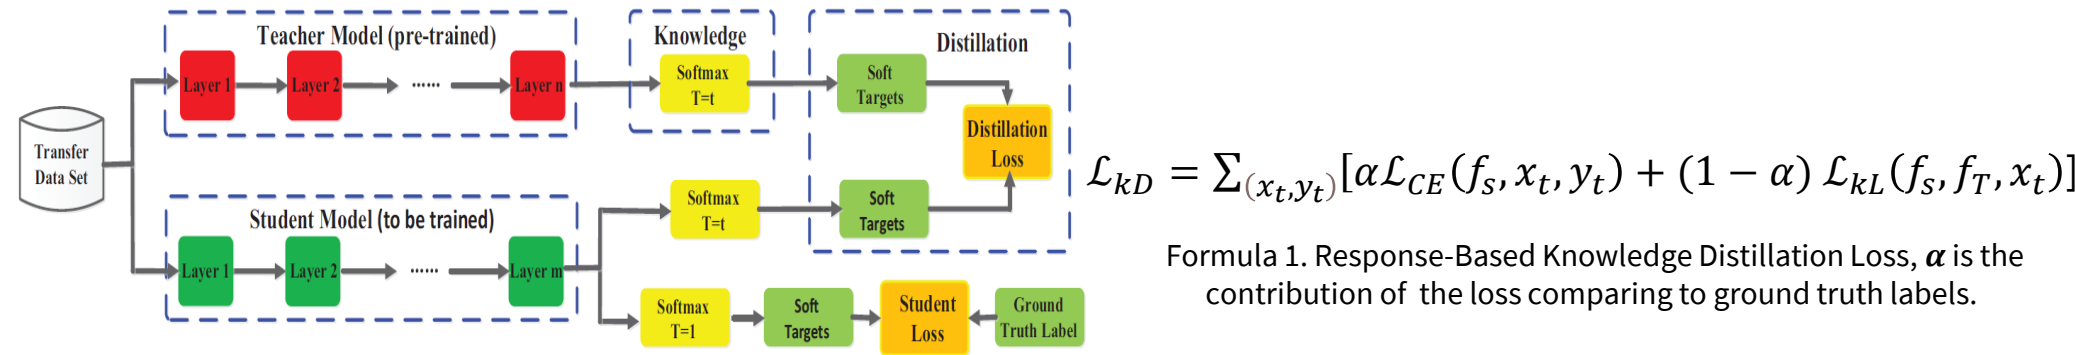 Teacher Model (pre-trained)
Layer 1
Layer 2
......
Layer n
Knowledge
Softmax
T=t
Distillation
Soft
Targets
Distillation
Loss
Transfer
Data Set
Student Model (to be trained)
Layer 1
Layer 2
......
Layer m
Softmax
T=t
Soft
Targets
Softmax
T=1
Soft
Targets
Student
Loss
Ground
Truth Label
ℒ_{kD} = ∑_{(x_t,y_t)}[αℒ_{CE}(f_s, x_t, y_t) + (1 − α) ℒ_{kL}(f_s, f_T, x_t)]
Formula 1. Response-Based Knowledge Distillation Loss, α is the
contribution of the loss comparing to ground truth labels.